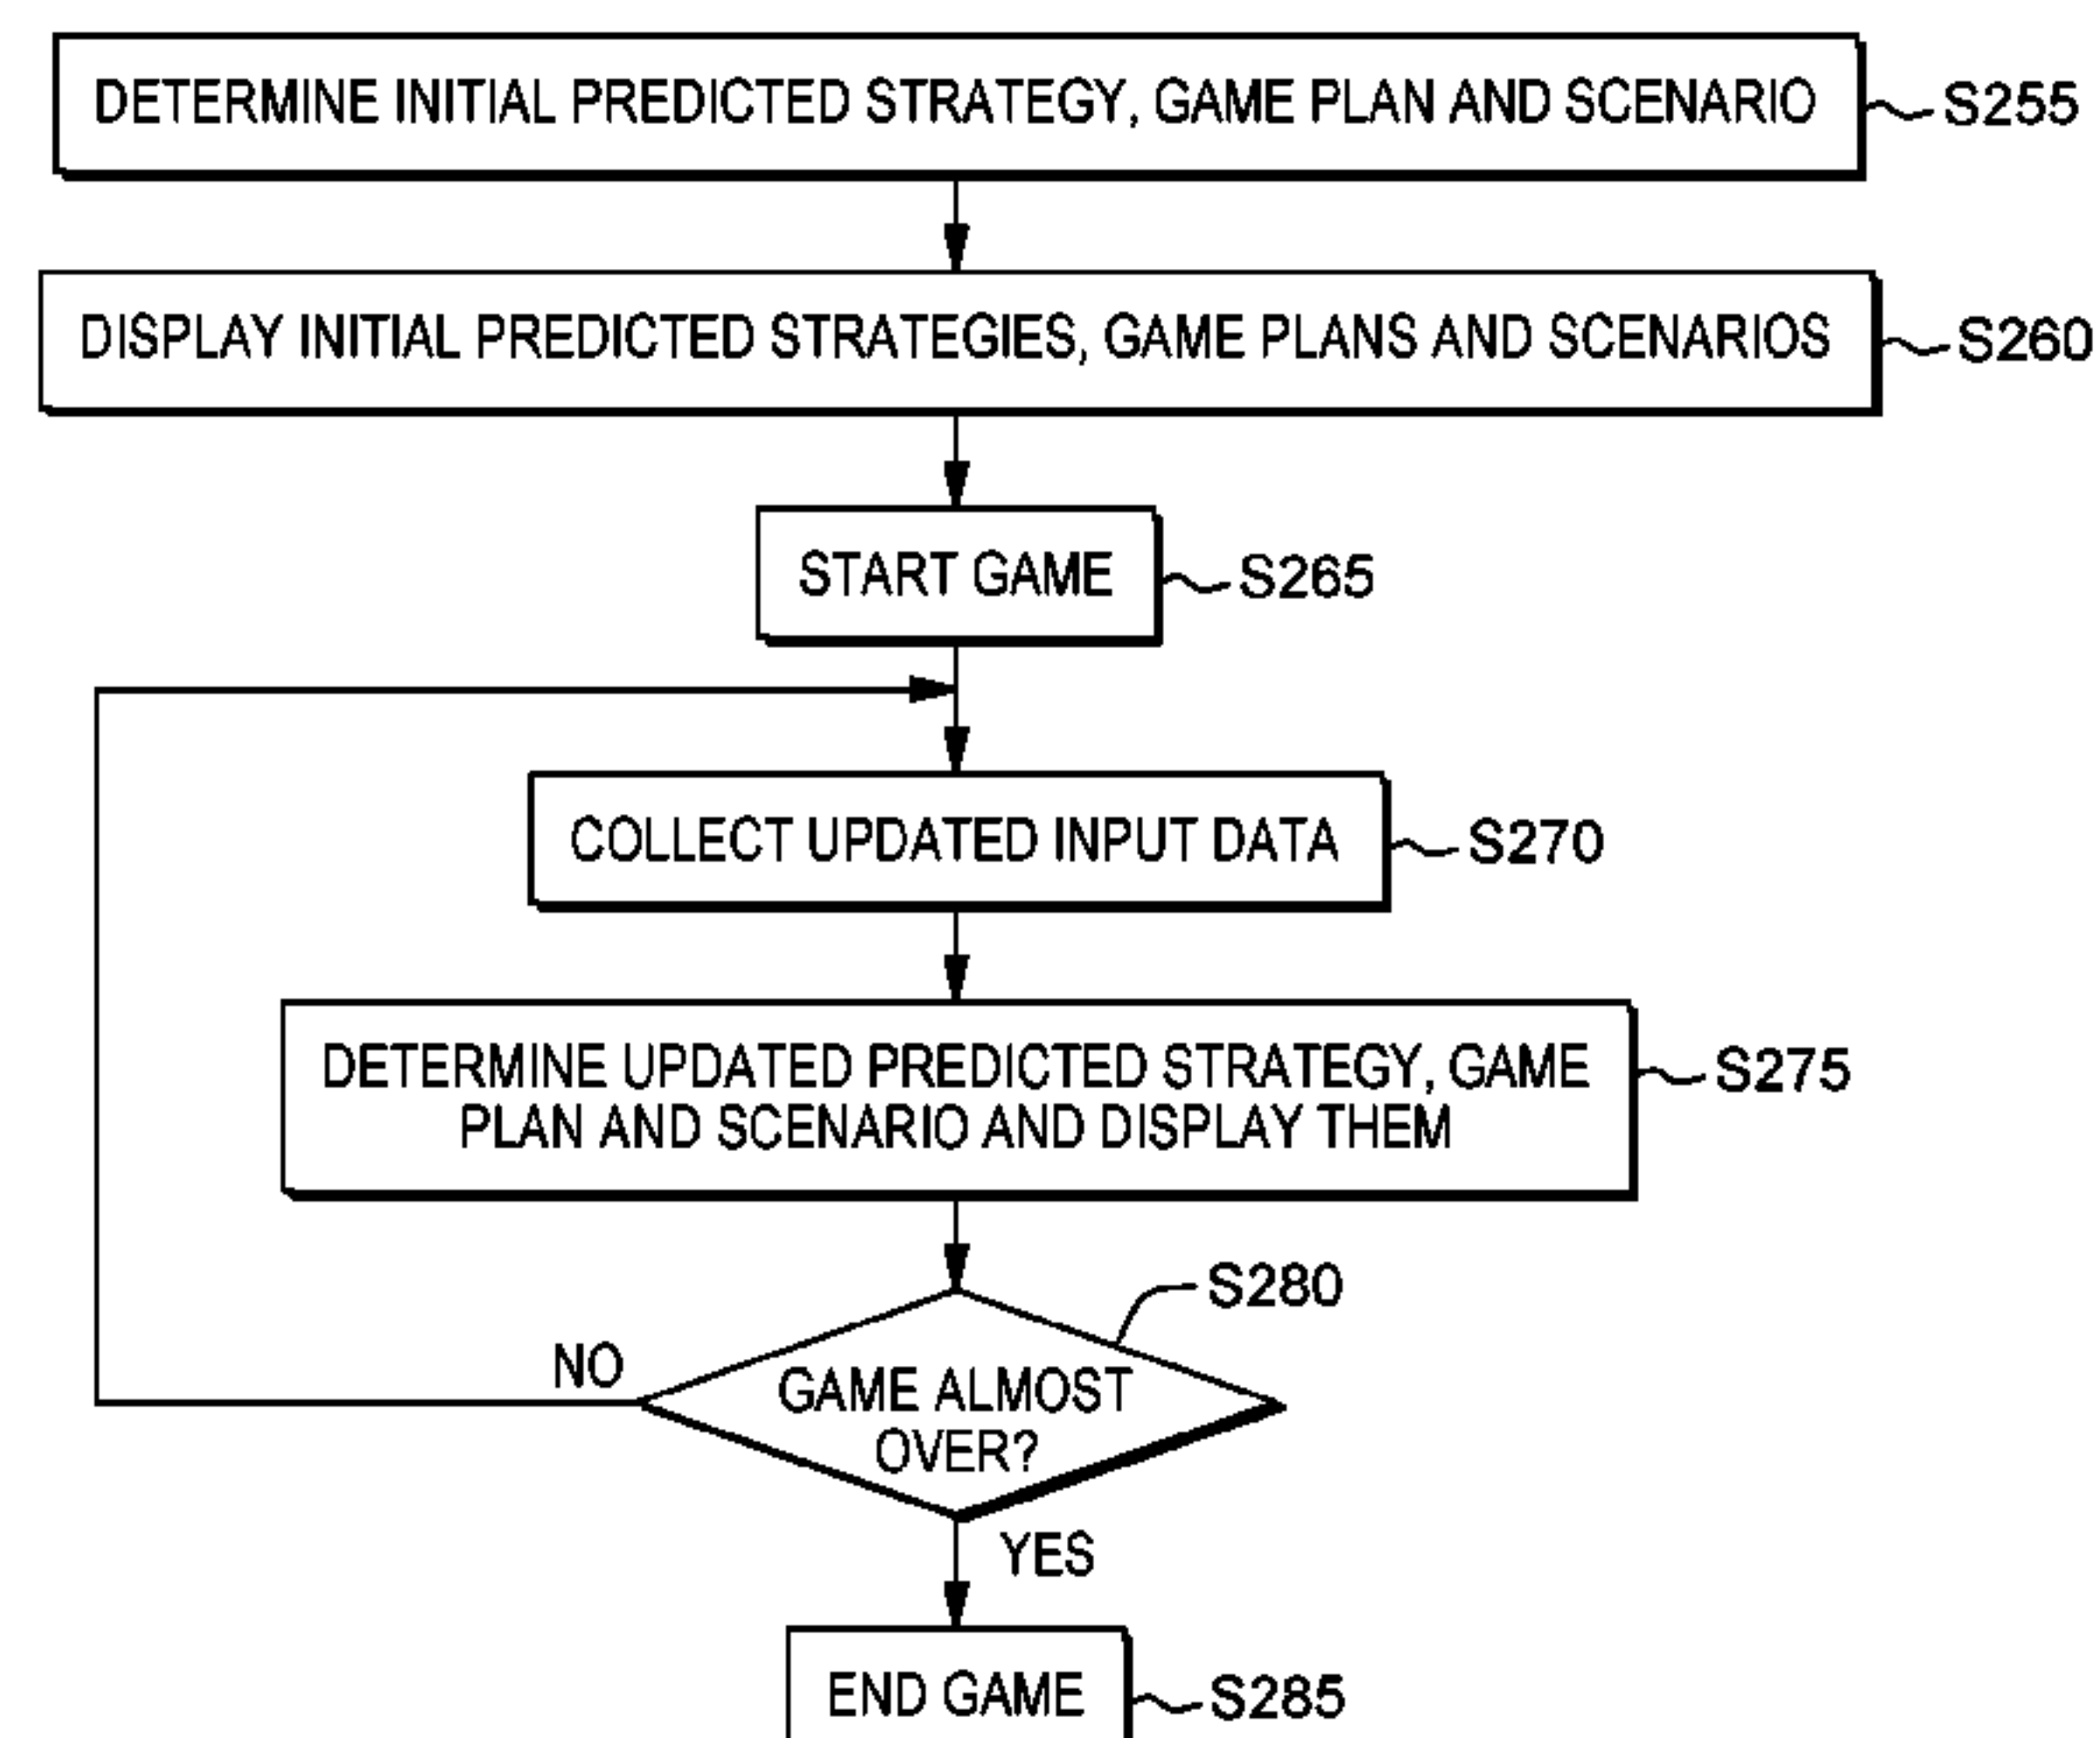 DETERMINE INITIAL PREDICTED STRATEGY, GAME PLAN AND SCENARIO
S255
DISPLAY INITIAL PREDICTED STRATEGIES, GAME PLANS AND SCENARIOS
S260
START GAME
S265
COLLECT UPDATED INPUT DATA
S270
DETERMINE UPDATED PREDICTED STRATEGY, GAME
PLAN AND SCENARIO AND DISPLAY THEM
S275
S280
NO
GAME ALMOST
OVER?
YES
END GAME
S285